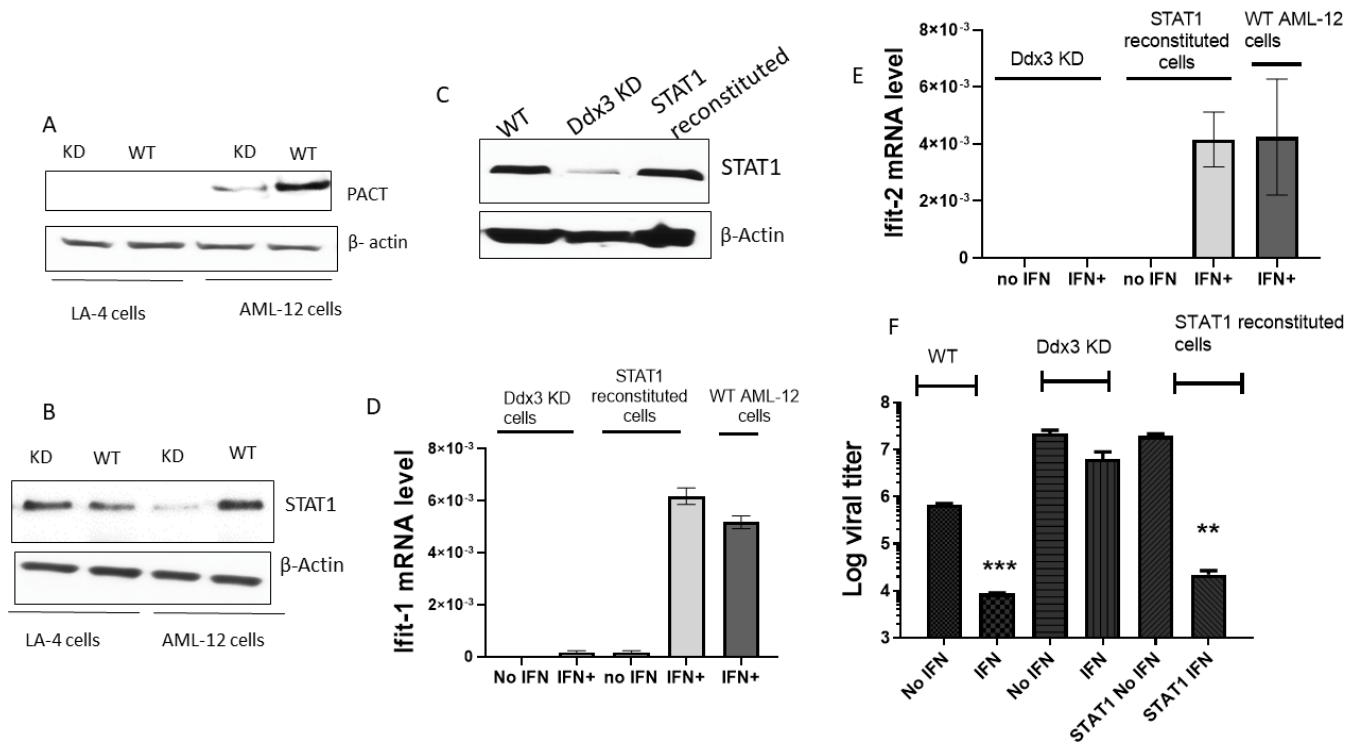 A
KD WT KD WT
PACT
β- actin
LA-4 cells AML-12 cells
B
KD WT KD WT
STAT1
β-Actin
LA-4 cells AML-12 cells
C
WT Ddx3 KD STAT1
reconstituted
STAT1
β-Actin
D
Ddx3 KD
cells
STAT1
reconstituted
cells
WT AML-12
cells
Ifit-1 mRNA level
8×10-3
6×10-3
4×10-3
2×10-3
0
No IFN IFN+ no IFN IFN+ IFN+
E
Ddx3 KD
STAT1
reconstituted
cells
WT AML-12
cells
Ifit-2 mRNA level
8×10-3
6×10-3
4×10-3
2×10-3
0
no IFN IFN+ no IFN IFN+ IFN+
F
WT
Ddx3 KD
STAT1 reconstituted
cells
Log viral titer
8
7
6
5
4
3
***
**
No IFN IFN No IFN IFN STAT1 No IFN STAT1 IFN